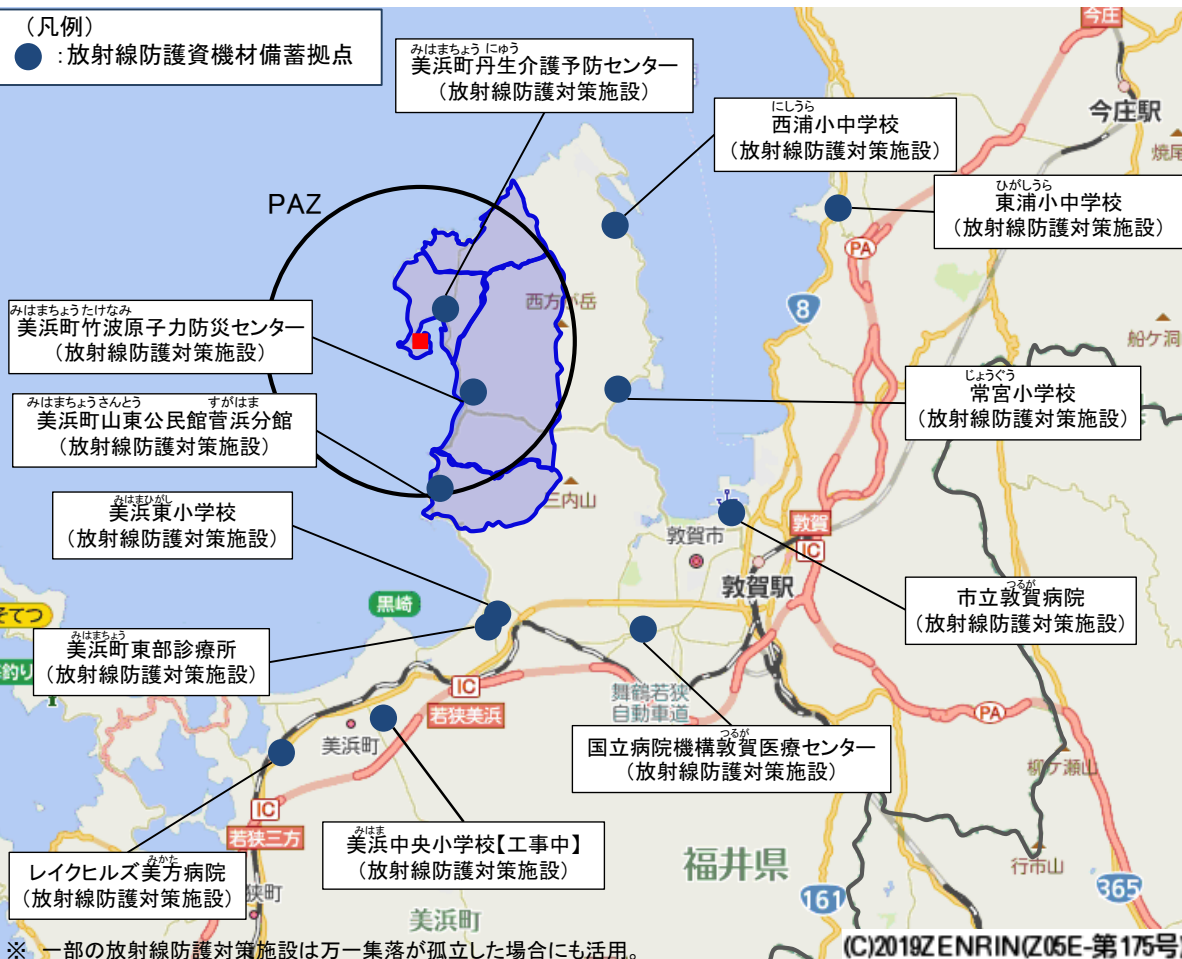 （凡例）
：放射線防護資機材備蓄拠点
みはまちょう にゅう
美浜町丹生介護予防センター
（放射線防護対策施設）
今庄
今庄駅
にしうら
西浦小中学校
（放射線防護対策施設）
ひがしうら
東浦小中学校
（放射線防護対策施設）
PAZ
PA
西方が岳
8
みはまちょうたけなみ
美浜町竹波原子力防災センター
（放射線防護対策施設）
船ケ洞
じょうぐう
常宮小学校
（放射線防護対策施設）
みはまちょうさんとう すがはま
美浜町山東公民館菅浜分館
（放射線防護対策施設）
三内山
みはまひがし
美浜東小学校
（放射線防護対策施設）
敦賀市
敦賀
IC
敦賀駅
つるが
市立敦賀病院
（放射線防護対策施設）
そてつ
黒崎
みはまちょう
美浜町東部診療所
（放射線防護対策施設）
釣り
IC
若狭美浜
舞鶴若狭
自動車道
PA
美浜町
つるが
国立病院機構敦賀医療センター
（放射線防護対策施設）
柳ケ瀬山
IC
若狭三方
みはま
美浜中央小学校【工事中】
（放射線防護対策施設）
みかた
レイクヒルズ美方病院
（放射線防護対策施設）
狭町
福井県
行市山
161
365
美浜町
※ 一部の放射線防護対策施設は万一集落が孤立した場合にも活用。
(C)2019ZENRIN(Z05E-第175号)